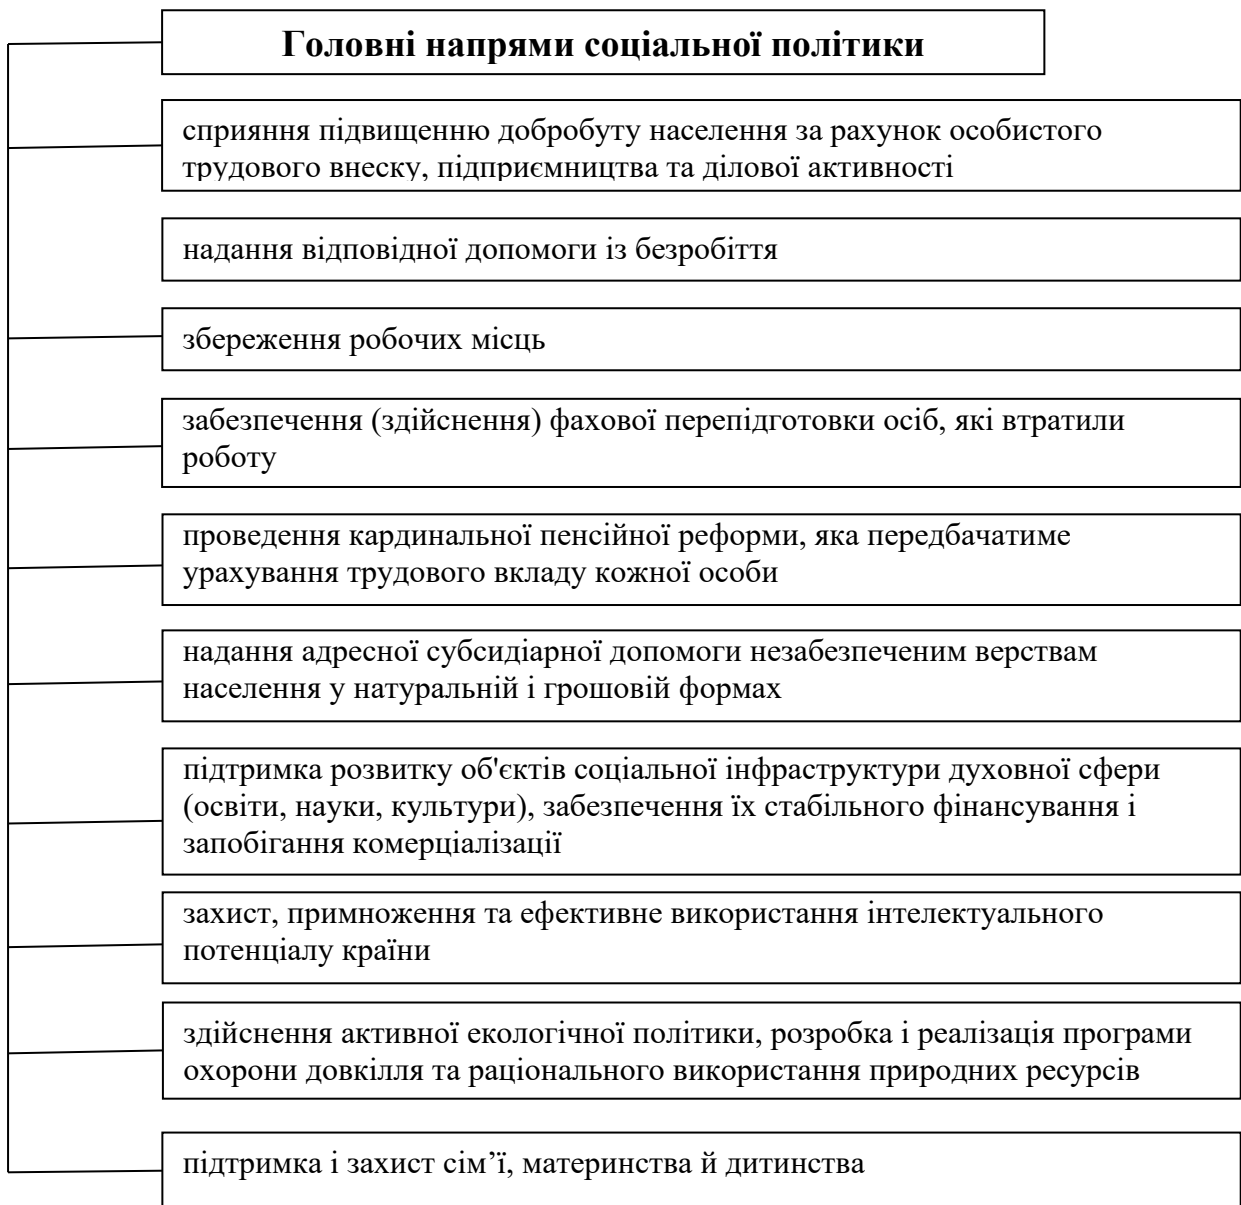 Головні напрями соціальної політики
сприяння підвищенню добробуту населення за рахунок особистого
трудового внеску, підприємництва та ділової активності
надання відповідної допомоги із безробіття
збереження робочих місць
забезпечення (здійснення) фахової перепідготовки осіб, які втратили
роботу
проведення кардинальної пенсійної реформи, яка передбачатиме
урахування трудового вкладу кожної особи
надання адресної субсидіарної допомоги незабезпеченим верствам
населення у натуральній і грошовій формах
підтримка розвитку об'єктів соціальної інфраструктури духовної сфери
(освіти, науки, культури), забезпечення їх стабільного фінансування і
запобігання комерціалізації
захист, примноження та ефективне використання інтелектуального
потенціалу країни
здійснення активної екологічної політики, розробка і реалізація програми
охорони довкілля та раціонального використання природних ресурсів
підтримка і захист сім’ї, материнства й дитинства